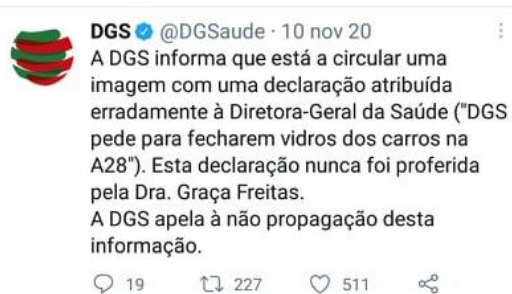 DGS @DGSaude · 10 nov 20
A DGS informa que está a circular uma
imagem com uma declaração atribuída
erradamente à Diretora-Geral da Saúde ("DGS
pede para fecharem vidros dos carros na
A28"). Esta declaração nunca foi proferida
pela Dra. Graça Freitas.
A DGS apela à não propagação desta
informação.
19 227 511